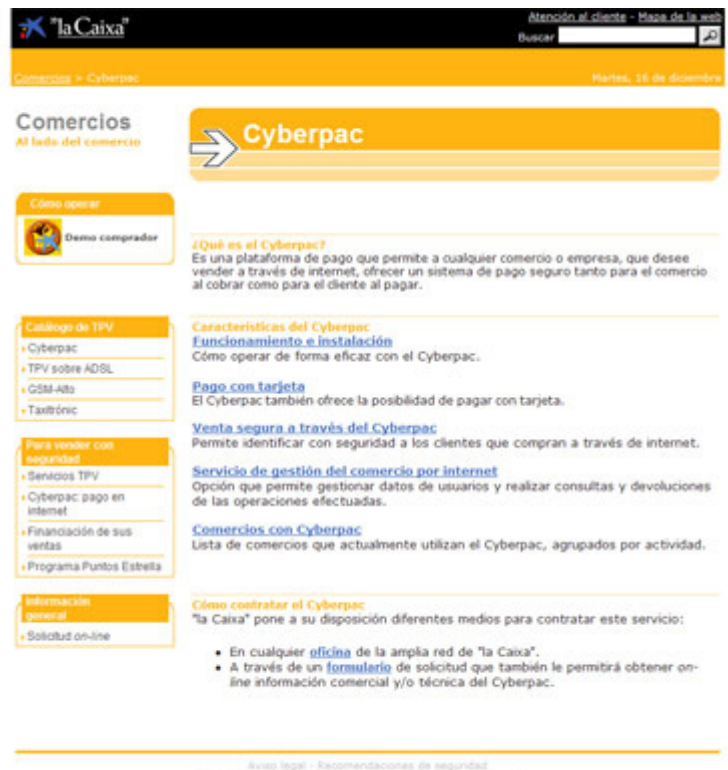 "la Caixa"
Atención al cliente - Mapa de la web
Buscar
Comercios > Cyberpac
Martes, 16 de diciembre
Comercios
Al lado del comercio
Cyberpac
Cómo operar
Demo comprador
¿Qué es el Cyberpac?
Es una plataforma de pago que permite a cualquier comercio o empresa, que desee
vender a través de internet, ofrecer un sistema de pago seguro tanto para el comercio
al cobrar como para el cliente al pagar.
Catálogo de TPV
Cyberpac
TPV sobre ADSL
GSM-Alto
Taxitrónic
Para vender con
seguridad
Servicios TPV
Cyberpac: pago en
internet
Financiación de sus
ventas
Programa Puntos Estrella
Información
general
Solicitud on-line
Características del Cyberpac
Funcionamiento e instalación
Cómo operar de forma eficaz con el Cyberpac.
Pago con tarjeta
El Cyberpac también ofrece la posibilidad de pagar con tarjeta.
Venta segura a través del Cyberpac
Permite identificar con seguridad a los clientes que compran a través de internet.
Servicio de gestión del comercio por internet
Opción que permite gestionar datos de usuarios y realizar consultas y devoluciones
de las operaciones efectuadas.
Comercios con Cyberpac
Lista de comercios que actualmente utilizan el Cyberpac, agrupados por actividad.
Cómo contratar el Cyberpac
"la Caixa" pone a su disposición diferentes medios para contratar este servicio:
• En cualquier oficina de la amplia red de "la Caixa".
• A través de un formulario de solicitud que también le permitirá obtener on-
line información comercial y/o técnica del Cyberpac.
Aviso legal - Recomendaciones de seguridad